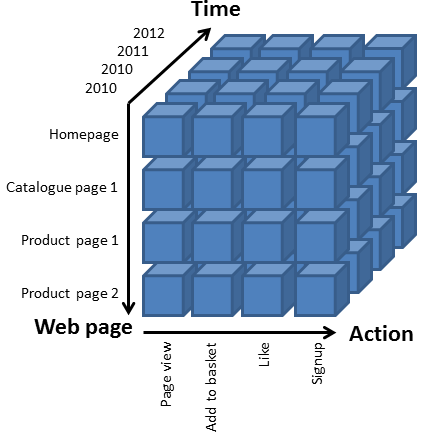 Time
2012
2011
2010
2010
Homepage
Catalogue page 1
Product page 1
Product page 2
Web page
Action
Page view
Add to basket
Like
Signup